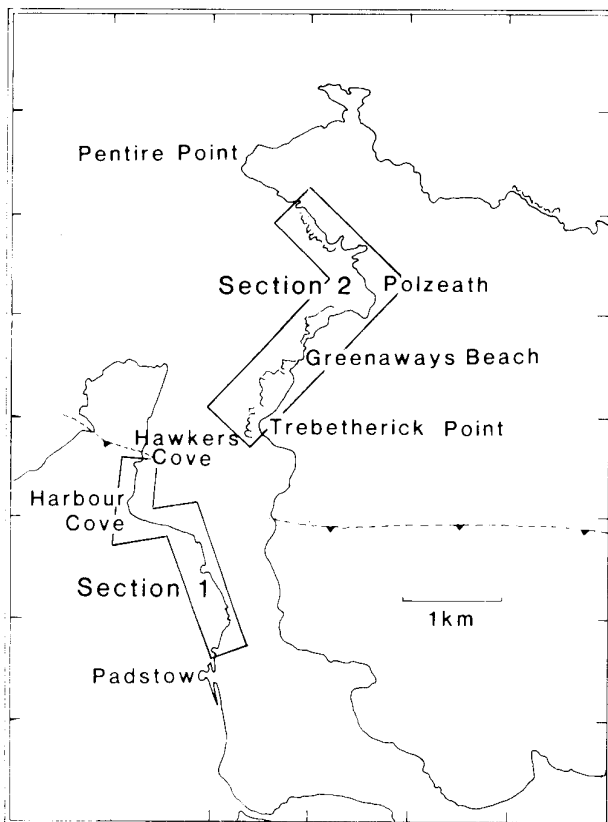 Pentire Point
Section 2
Polzeath
Greenaways Beach
Trebetherick Point
Hawkers
Cove
Harbour
Cove
Section 1
1km
Padstow